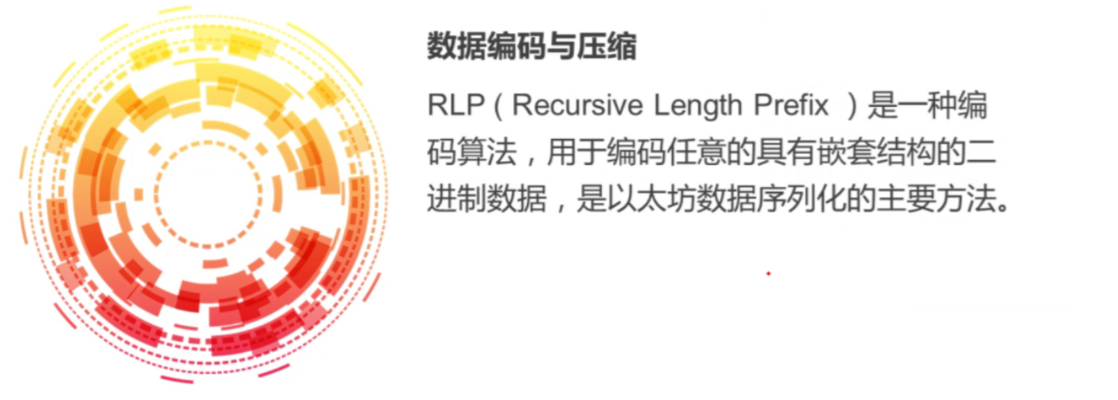 数据编码与压缩
RLP（Recursive Length Prefix ）是一种编
码算法，用于编码任意的具有嵌套结构的二
进制数据，是以太坊数据序列化的主要方法。